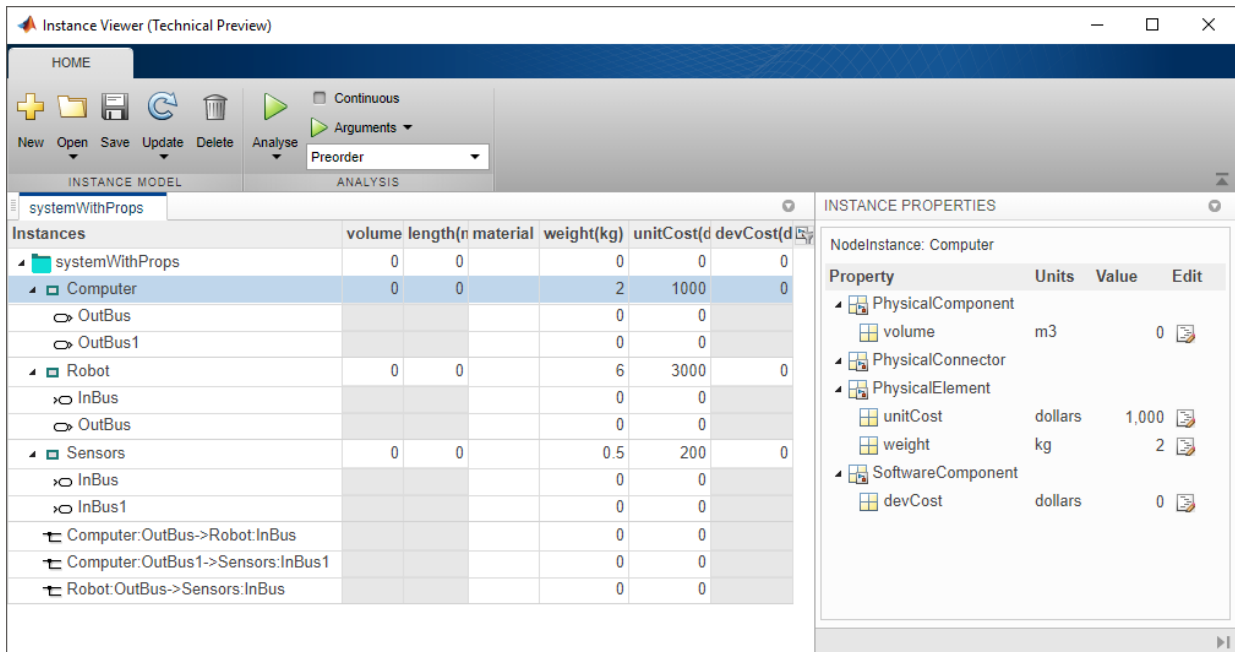 Instance Viewer (Technical Preview)
HOME
New Open Save Update Delete Analyse
Continuous
Arguments
Preorder
INSTANCE MODEL ANALYSIS
systemWithProps
Instances volume length(n material weight(kg) unitCost(d devCost(d
systemWithProps 0 0 0 0 0
Computer 0 0 2 1000 0
OutBus 0 0
OutBus1 0 0
Robot 0 0 6 3000 0
InBus 0 0
OutBus 0 0
Sensors 0 0 0.5 200 0
InBus 0 0
InBus1 0 0
Computer:OutBus->Robot:InBus 0 0
Computer:OutBus1->Sensors:InBus1 0 0
Robot:OutBus->Sensors:InBus 0 0
INSTANCE PROPERTIES
NodeInstance: Computer
Property Units Value Edit
PhysicalComponent
volume m3 0
PhysicalConnector
PhysicalElement
unitCost dollars 1,000
weight kg 2
SoftwareComponent
devCost dollars 0